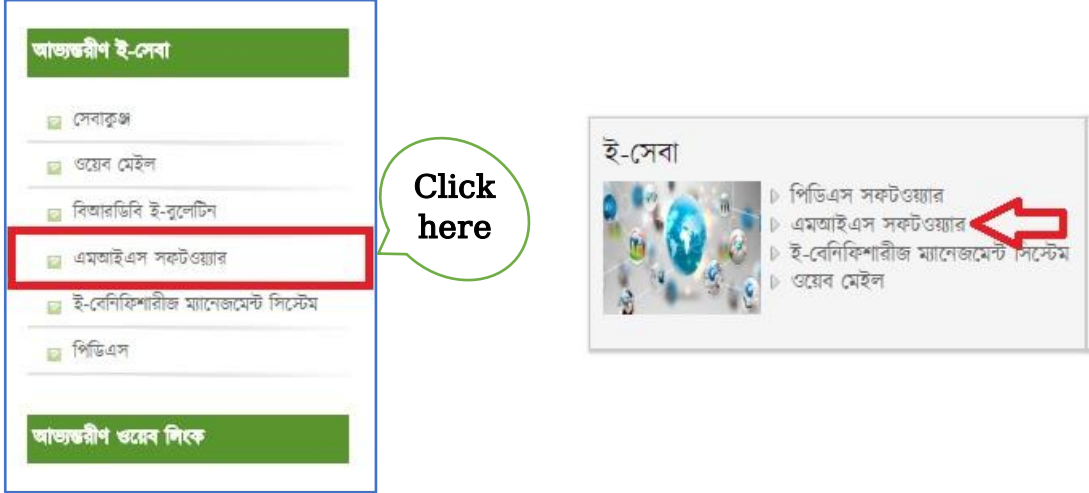 আভ্যন্তরীণ ই-সেবা
সেবাকুঞ্জ
ওয়েব মেইল
বিআরডিবি ই-বুলেটিন
এমআইএস সফটওয়্যার
ই-বেনিফিশারীজ ম্যানেজমেন্ট সিস্টেম
পিডিএস
আভ্যন্তরীণ ওয়েব লিংক
Click
here
ই-সেবা
পিডিএস সফটওয়্যার
এমআইএস সফটওয়্যার
ই-বেনিফিশারীজ ম্যানেজমেন্ট সিস্টেম
ওয়েব মেইল